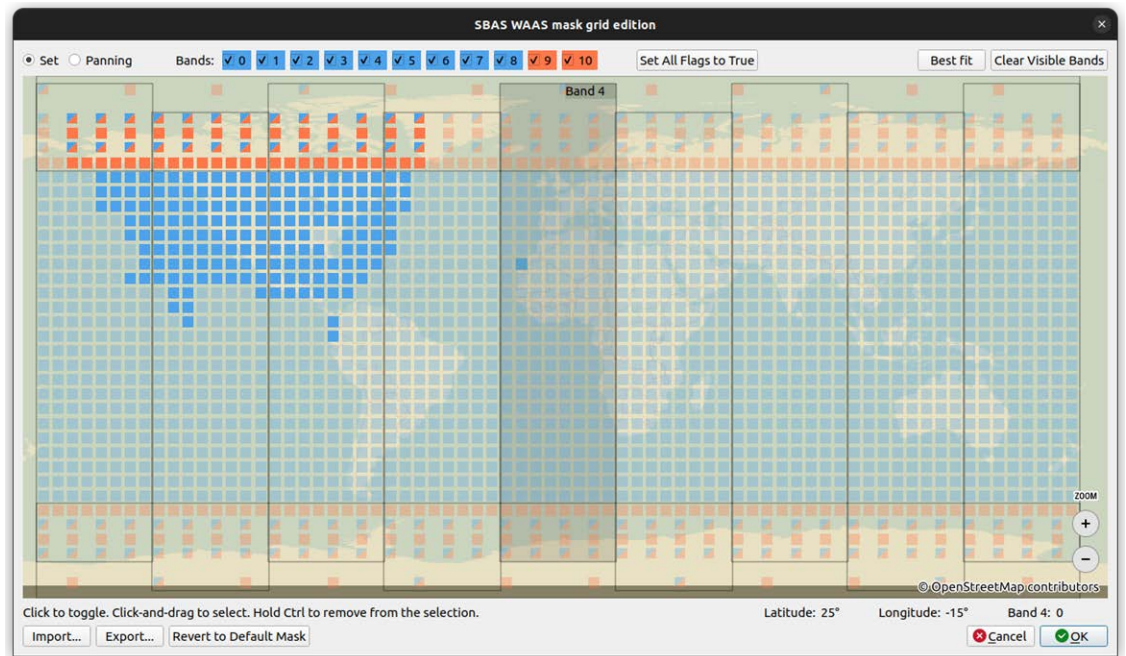 SBAS WAAS mask grid edition
Set Panning Bands: 0 1 2 3 4 5 6 7 8 9 10 Set All Flags to True Best fit Clear Visible Bands
Band 4
ZOOM
+
−
© OpenStreetMap contributors
Click to toggle. Click-and-drag to select. Hold Ctrl to remove from the selection. Latitude: 25° Longitude: -15° Band 4: 0
Import... Export... Revert to Default Mask Cancel OK